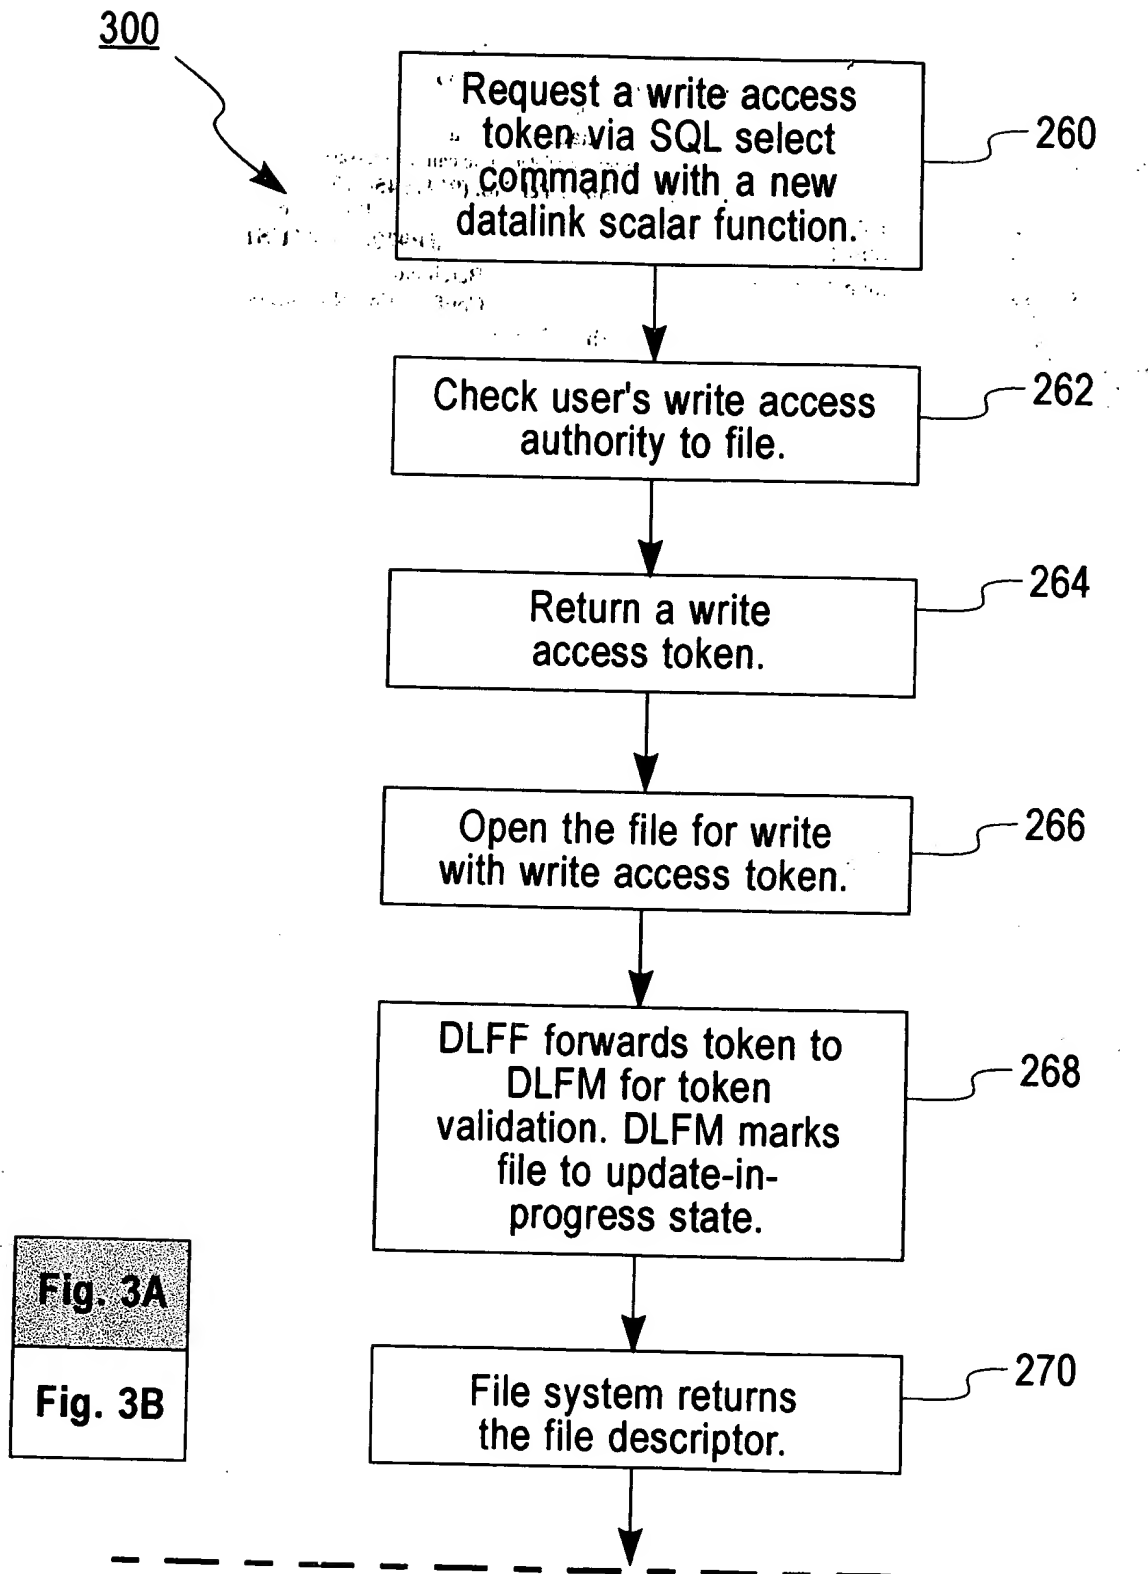 300
Request a write access
token via SQL select
command with a new
datalink scalar function.
260
Check user's write access
authority to file.
262
Return a write
access token.
264
Open the file for write
with write access token.
266
DLFF forwards token to
DLFM for token
validation. DLFM marks
file to update-in-
progress state.
268
File system returns
the file descriptor.
270
Fig. 3A
Fig. 3B